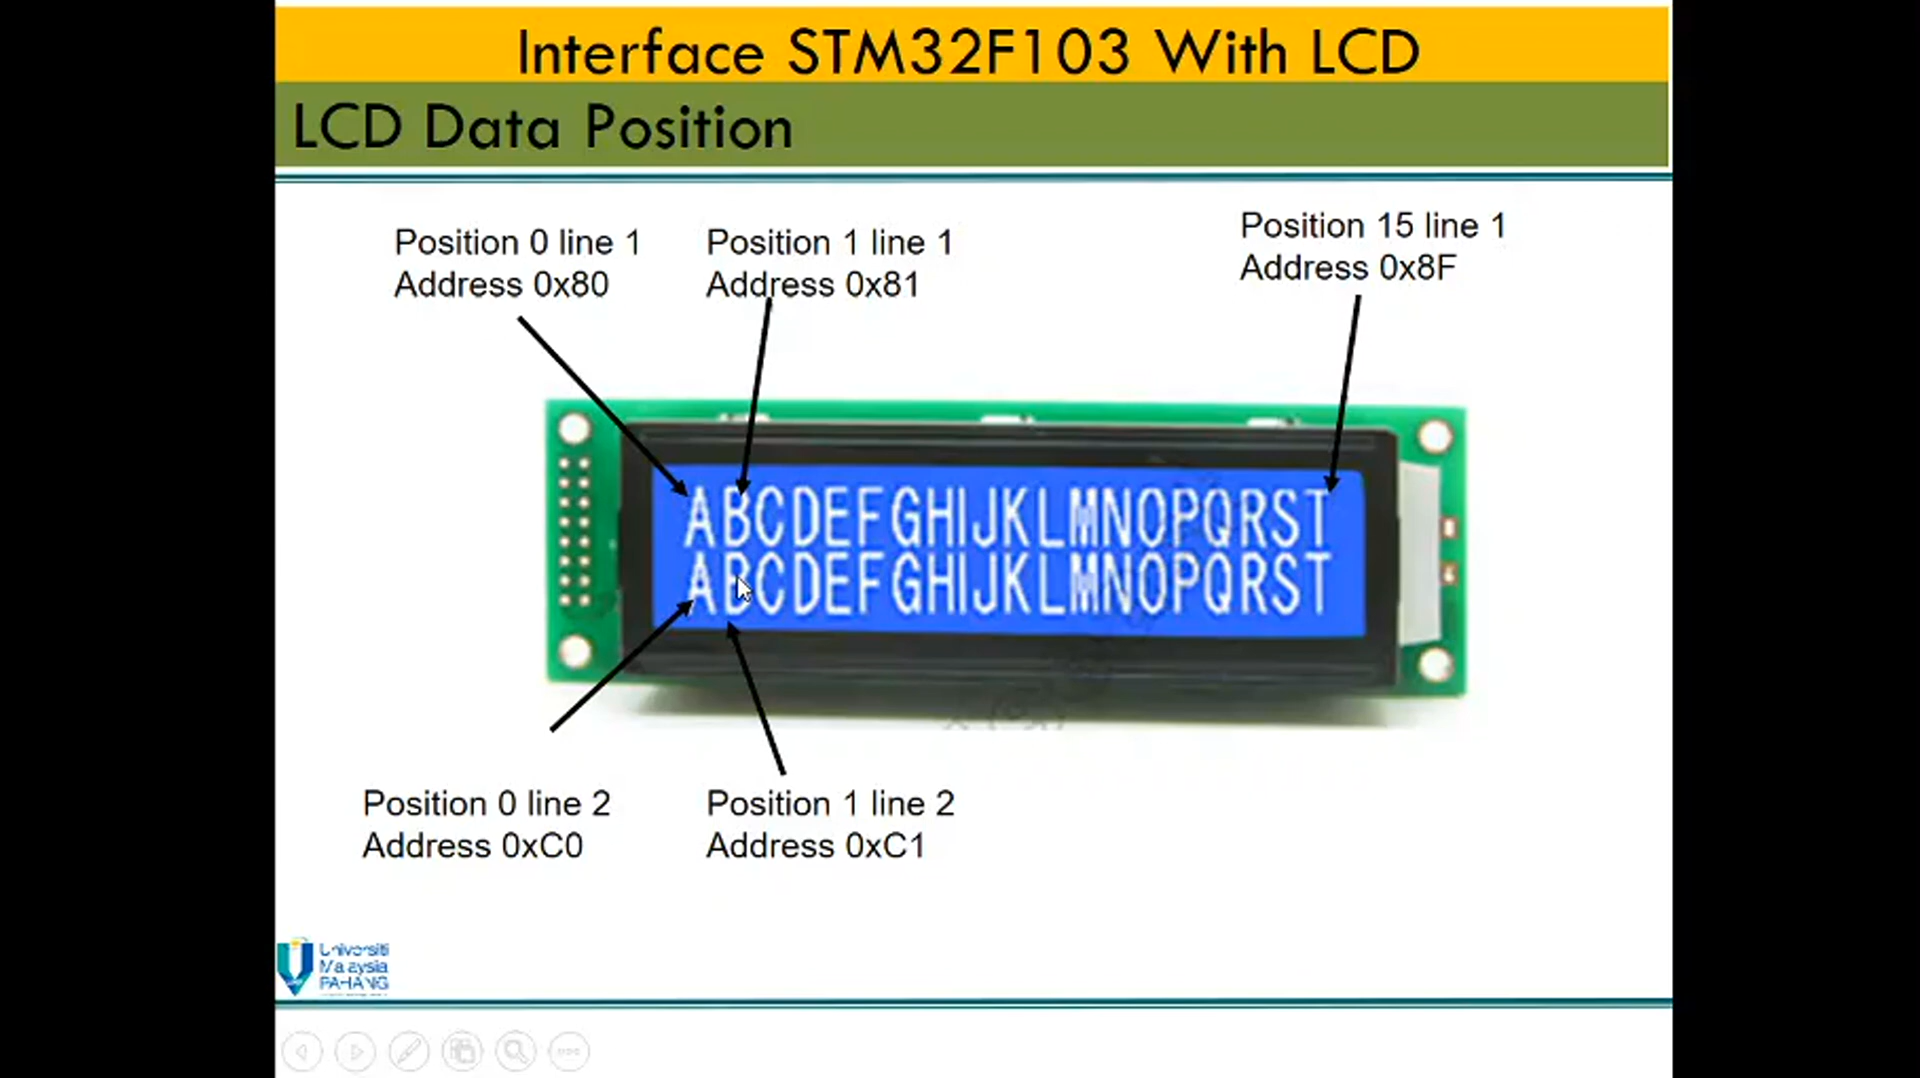 Interface STM32F103 With LCD
LCD Data Position
Position 0 line 1
Address 0x80
Position 1 line 1
Address 0x81
Position 15 line 1
Address 0x8F
ABCDEFGHIJKLMNOPQRST
ABCDEFGHIJKLMNOPQRST
Position 0 line 2
Address 0xC0
Position 1 line 2
Address 0xC1
Universiti
Malaysia
PAHANG